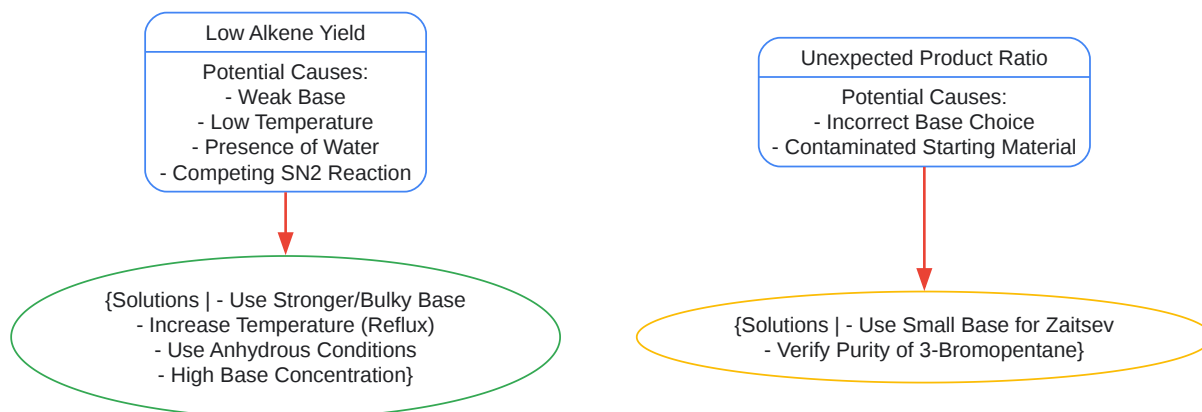 Low Alkene Yield
Potential Causes:
- Weak Base
- Low Temperature
- Presence of Water
- Competing SN2 Reaction
{Solutions | - Use Stronger/Bulky Base
- Increase Temperature (Reflux)
- Use Anhydrous Conditions
- High Base Concentration}
Unexpected Product Ratio
Potential Causes:
- Incorrect Base Choice
- Contaminated Starting Material
{Solutions | - Use Small Base for Zaitsev
- Verify Purity of 3-Bromopentane}